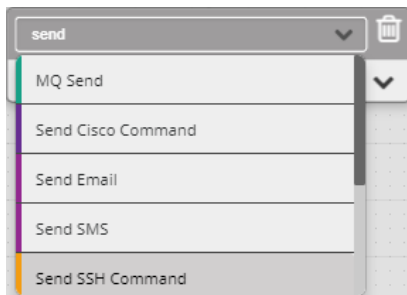 send
MQ Send
Send Cisco Command
Send Email
Send SMS
Send SSH Command